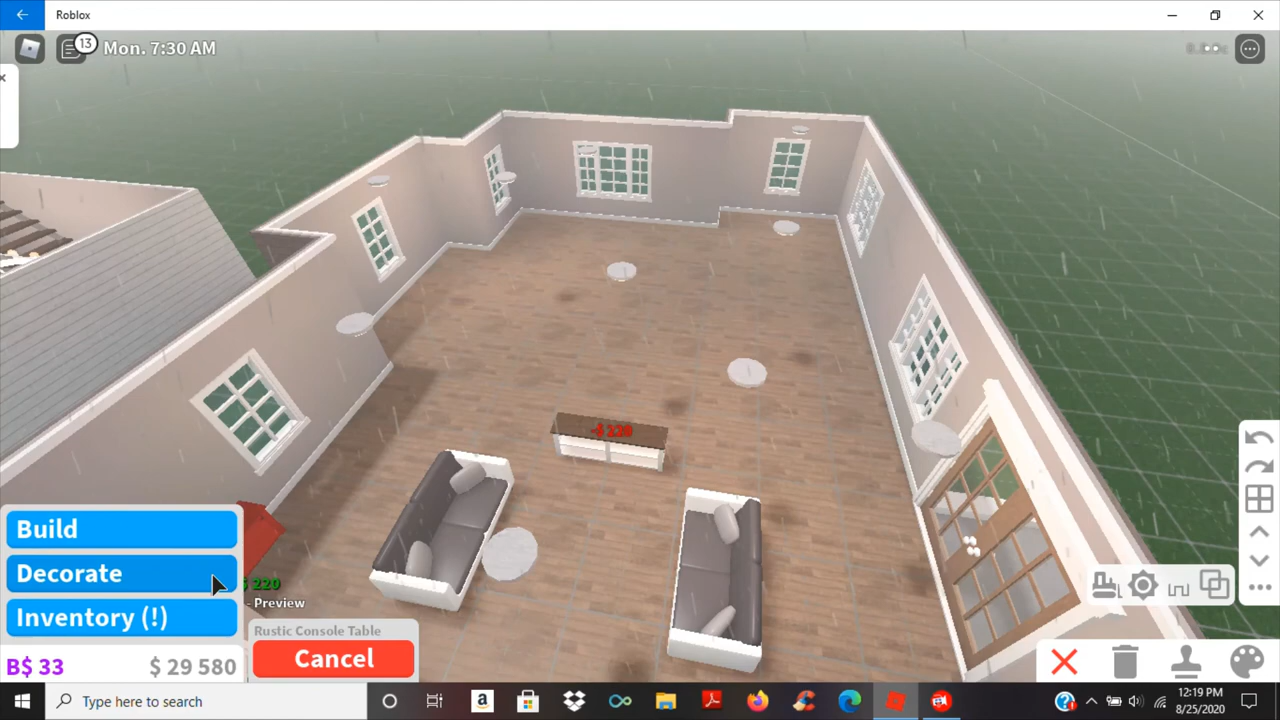 Roblox
13
Mon. 7:30 AM
-$ 220
Build
Decorate
$ 220
- Preview
Inventory (!)
Rustic Console Table
Cancel
B$ 33
$ 29 580
Type here to search
12:19 PM
8/25/2020